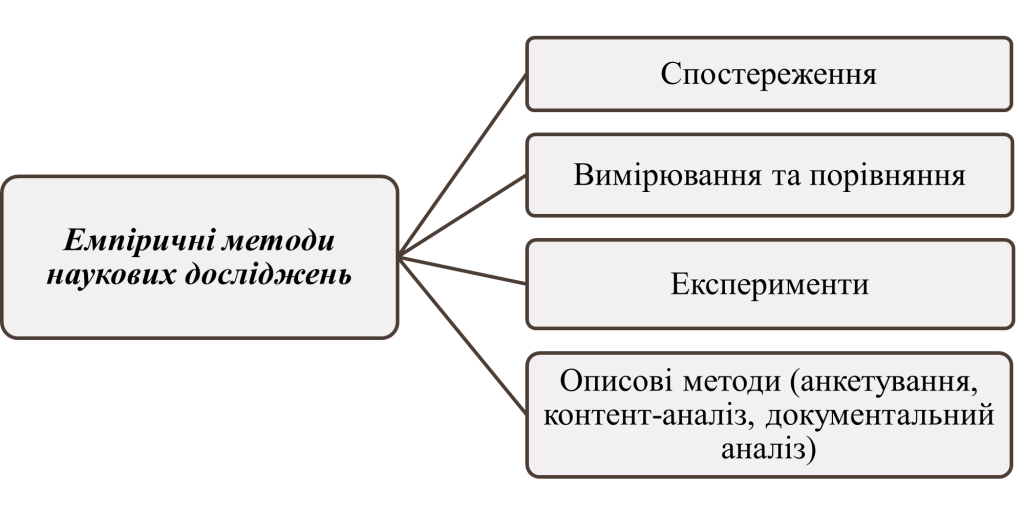 Емпіричні методи
наукових досліджень
Спостереження
Вимірювання та порівняння
Експерименти
Описові методи (анкетування,
контент-аналіз, документальний
аналіз)